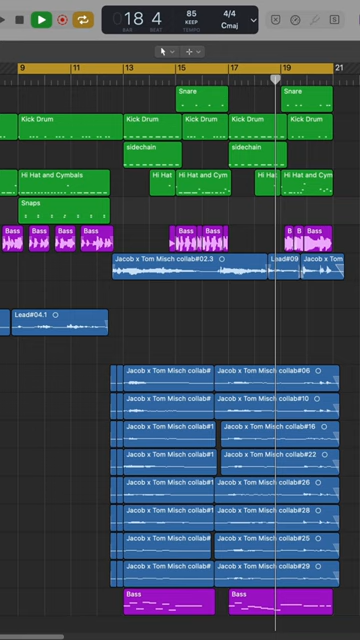 18 4
85
KEEP
TEMPO
4/4
Cmaj
9 11 13 15 17 19 21
Snare Snare
Kick Drum Kick Drum Kick Drum Kick Drum Kick Drum
sidechain sidechain
Hi Hat and Cymbals Hi Hat Hi Hat and Cym Hi Hat Hi Hat and Cym
Snaps
Bass Bass Bass Bass Bass Bass B B Bass
Jacob x Tom Misch collab#02.3 Lead#09 Jacob x Tom
Lead#04.1
Jacob x Tom Misch collab# Jacob x Tom Misch collab#06
Jacob x Tom Misch collab# Jacob x Tom Misch collab#10
Jacob x Tom Misch collab#1 Jacob x Tom Misch collab#16
Jacob x Tom Misch collab#1 Jacob x Tom Misch collab#22
Jacob x Tom Misch collab#1 Jacob x Tom Misch collab#26
Jacob x Tom Misch collab# Jacob x Tom Misch collab#28
Jacob x Tom Misch collab# Jacob x Tom Misch collab#25
Jacob x Tom Misch collab# Jacob x Tom Misch collab#29
Bass Bass